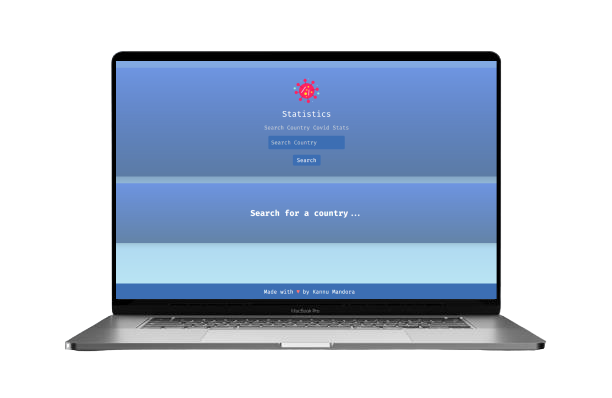 Statistics
Search Country Covid Stats
Search Country
Search
Search for a country...
Made with ♥ by Kannu Mandora
MacBook Pro